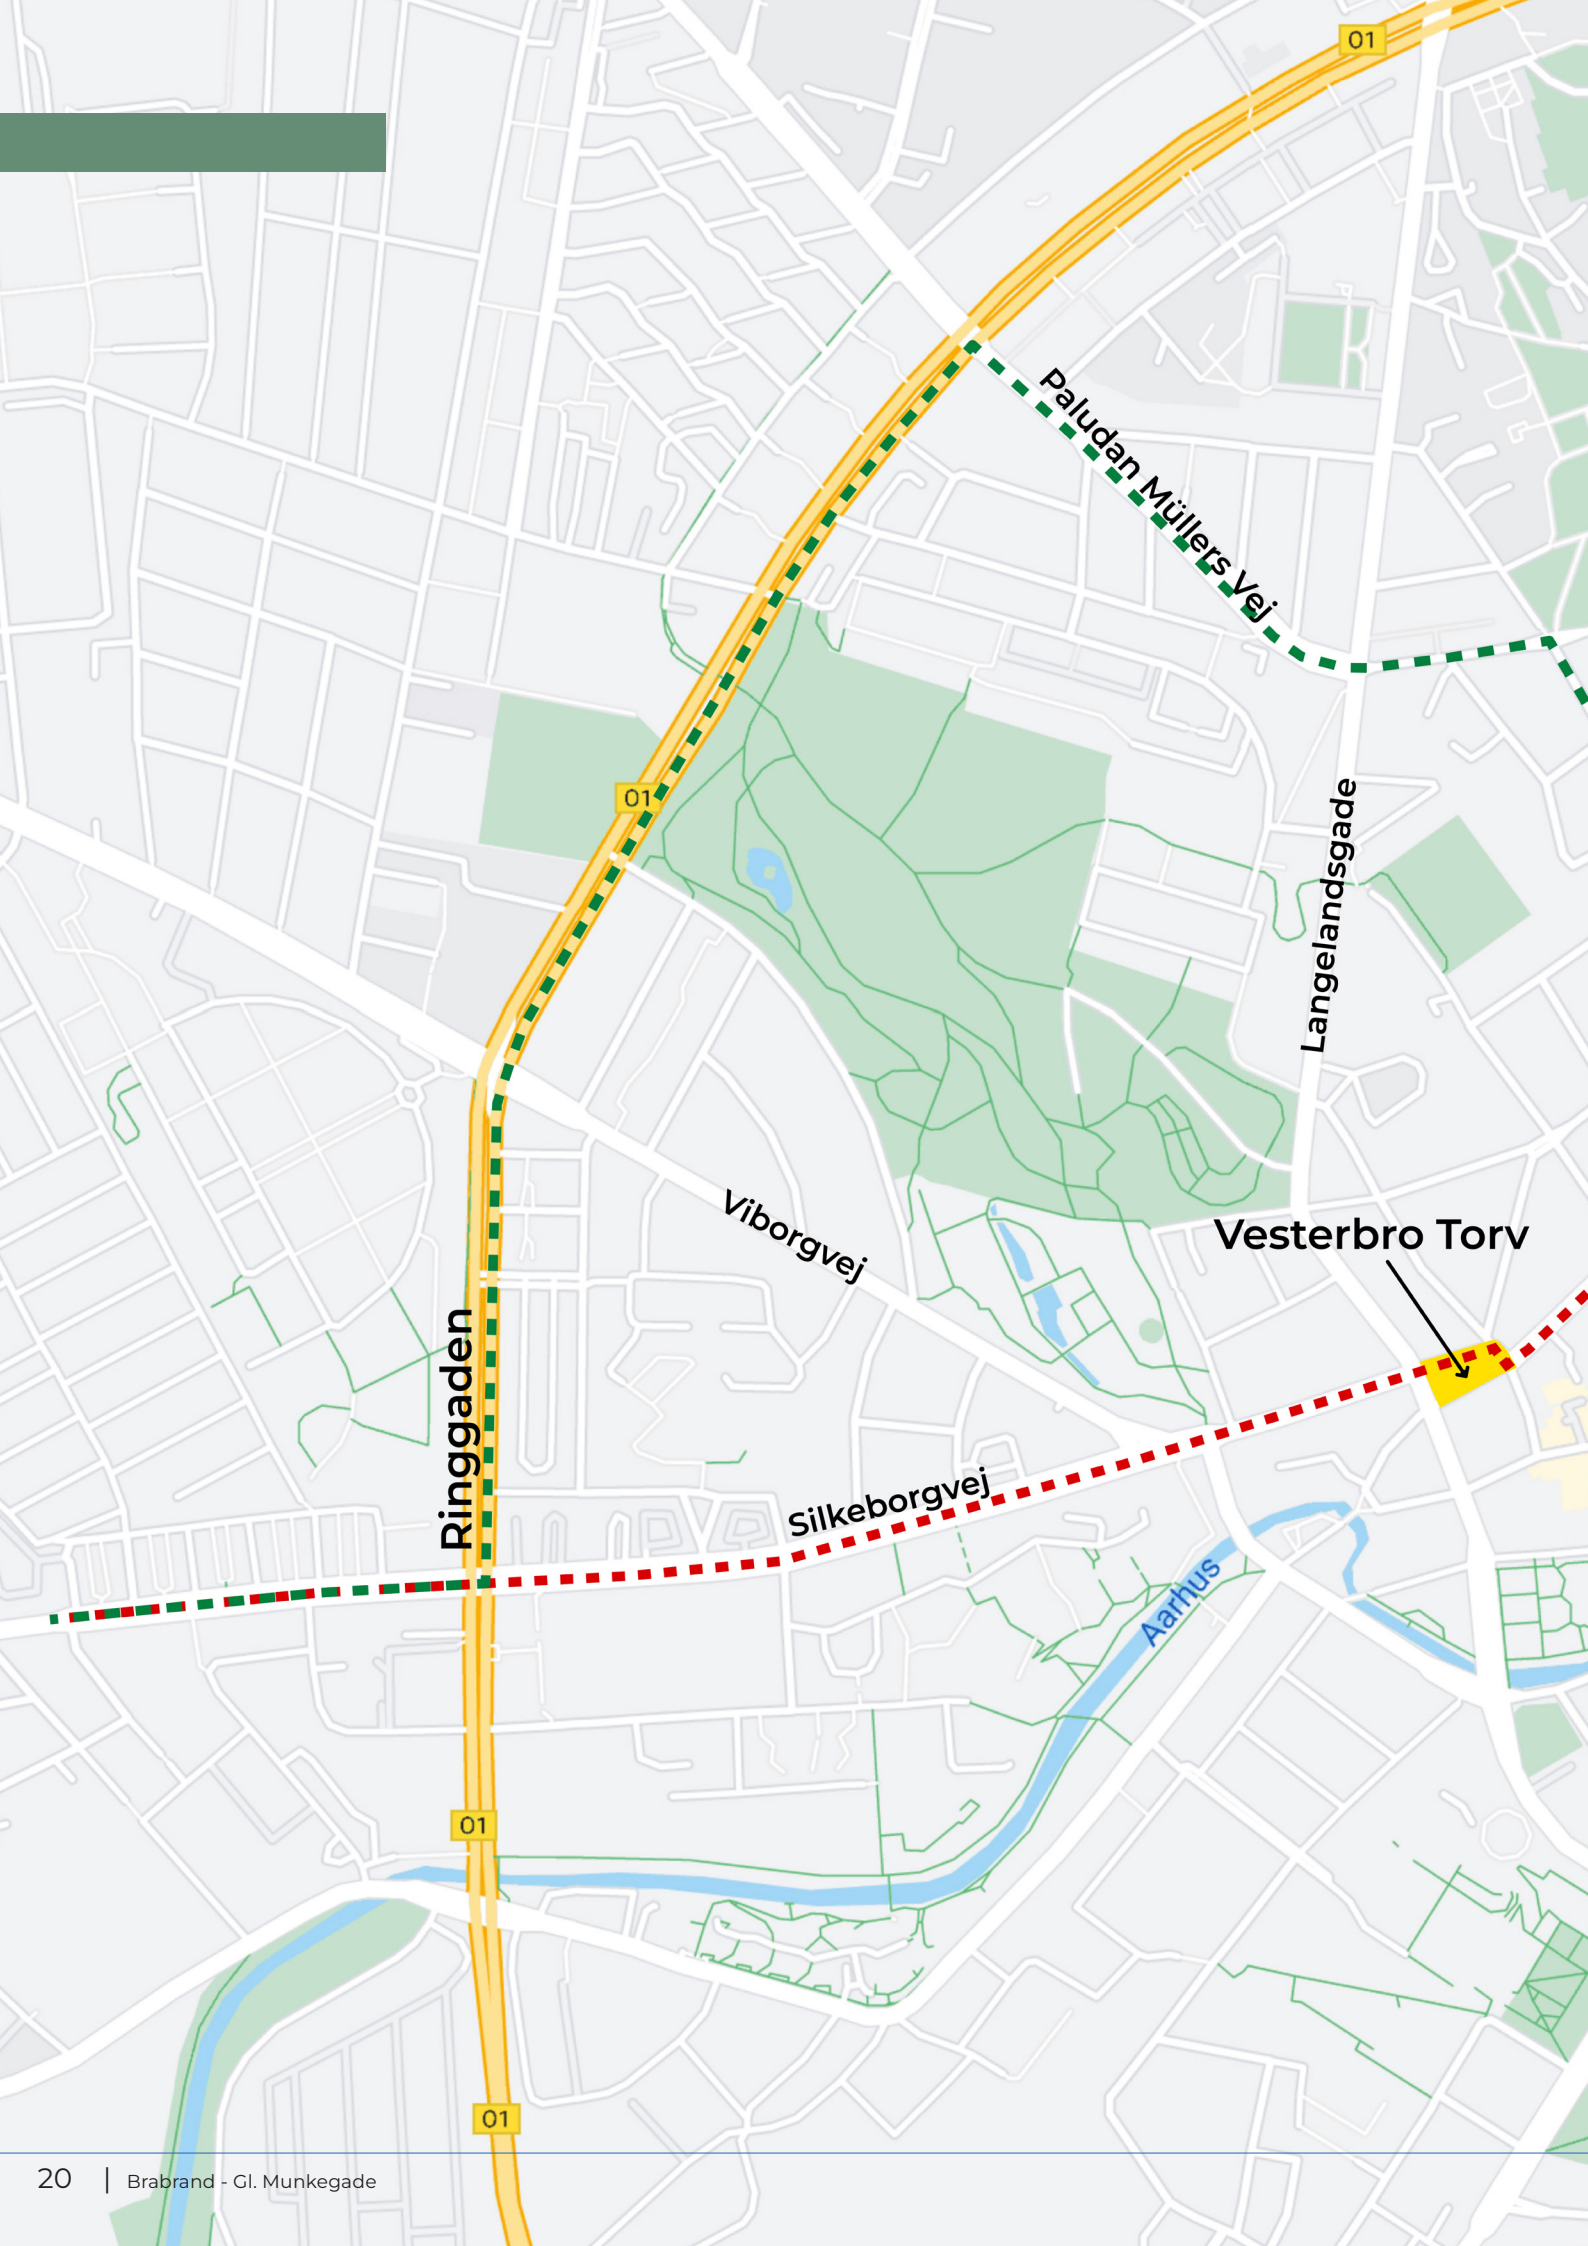 01
Paludan Müllers Vej
01
Langelandsgade
Viborgvej
Vesterbro Torv
Ringgaden
Silkeborgvej
Aarhus
01
01
20 | Brabrand - Gl. Munkegade